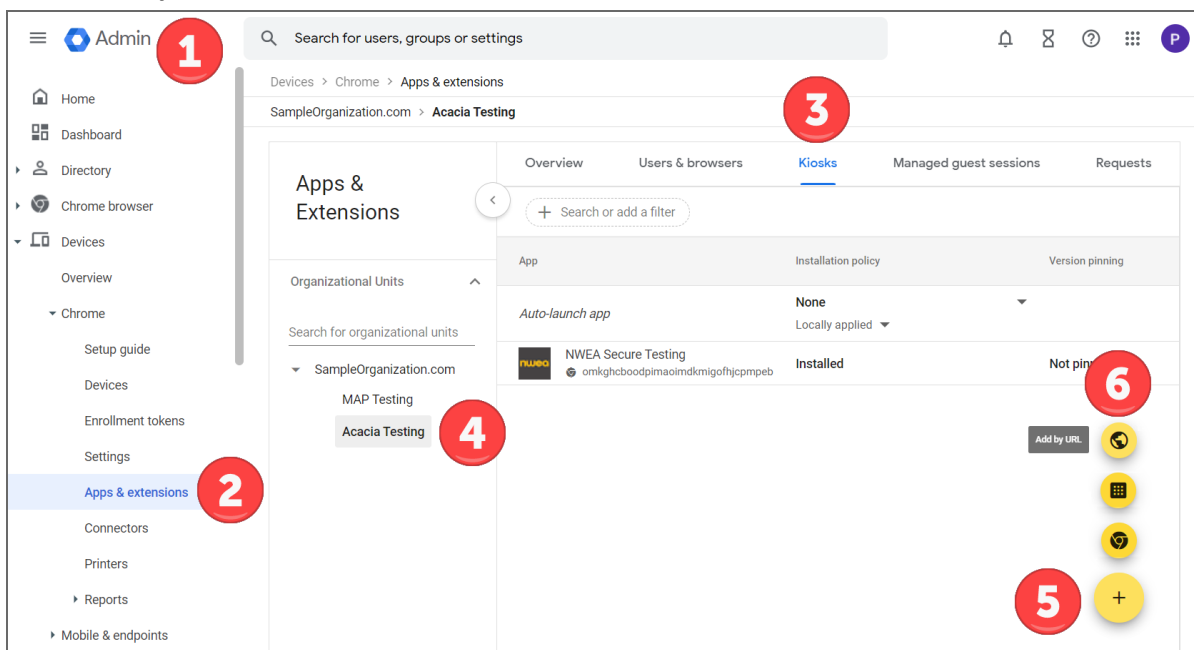 Admin
1
Search for users, groups or settings
P
Home
Dashboard
Directory
Chrome browser
Devices
Overview
Chrome
Setup guide
Devices
Enrollment tokens
Settings
Apps & extensions
2
Connectors
Printers
Reports
Mobile & endpoints
Devices > Chrome > Apps & extensions
SampleOrganization.com > Acacia Testing
3
Apps &
Extensions
Organizational Units
Search for organizational units
SampleOrganization.com
MAP Testing
Acacia Testing
4
Overview Users & browsers Kiosks Managed guest sessions Requests
+ Search or add a filter
App Installation policy Version pinning
Auto-launch app None
Locally applied
nwea NWEA Secure Testing Installed Not
omkghcboodpimaoimdkmigofhjcpmpeb
6
Add by URL
5
+